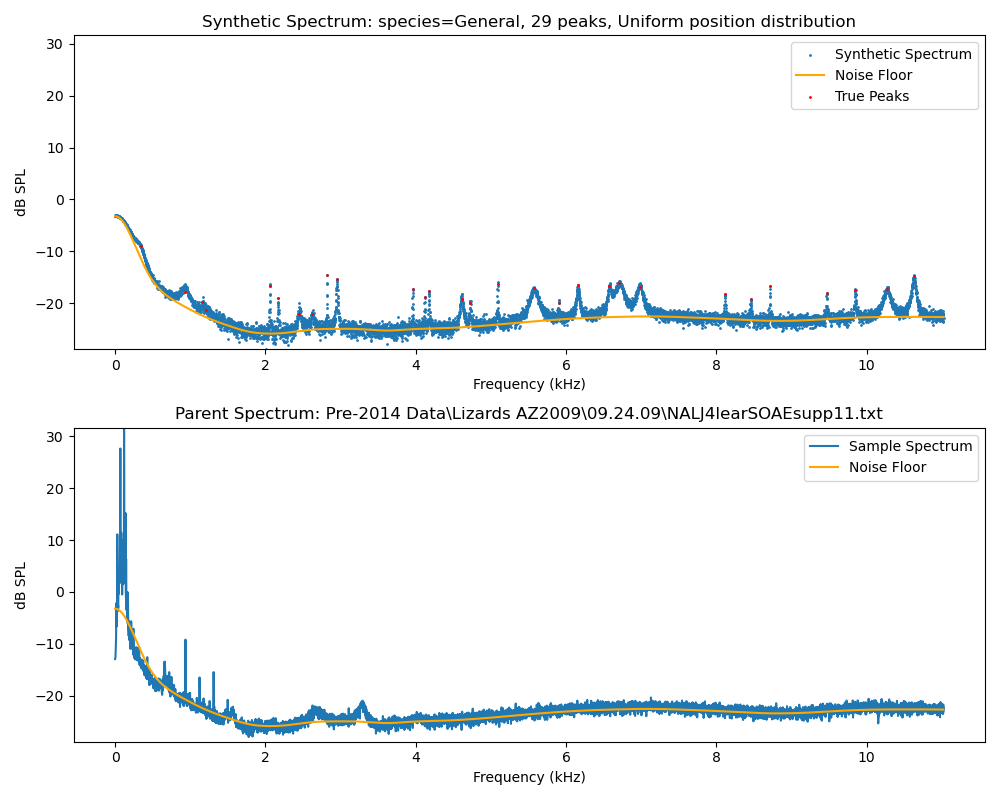 Synthetic Spectrum: species=General, 29 peaks, Uniform position distribution
30
20
10
0
−10
−20
dB SPL
Synthetic Spectrum
Noise Floor
True Peaks
0
2
4
6
8
10
Frequency (kHz)
Parent Spectrum: Pre-2014 Data\Lizards AZ2009\09.24.09\NALJ4learSOAEsupp11.txt
30
20
10
0
−10
−20
dB SPL
Sample Spectrum
Noise Floor
0
2
4
6
8
10
Frequency (kHz)